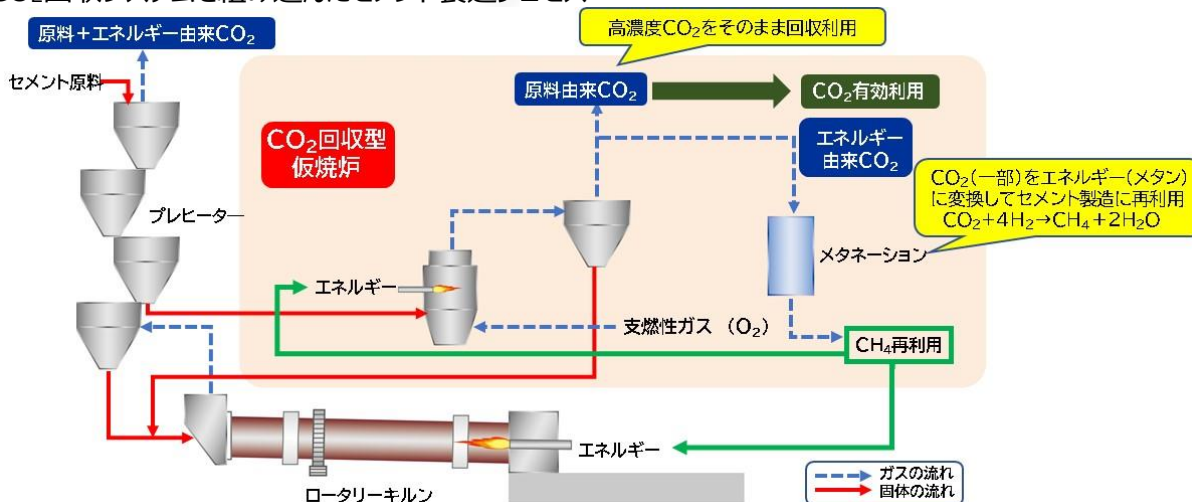 原料＋エネルギー由来CO₂
高濃度CO₂をそのまま回収利用
セメント原料
原料由来CO₂
CO₂有効利用
CO₂回収型
仮焼炉
エネルギー
由来CO₂
CO₂(一部)をエネルギー(メタン)
に変換してセメント製造に再利用
CO₂+4H₂→CH₄+2H₂O
プレヒーター
メタネーション
エネルギー
支燃性ガス （O₂）
CH₄再利用
エネルギー
ロータリーキルン
ガスの流れ
固体の流れ